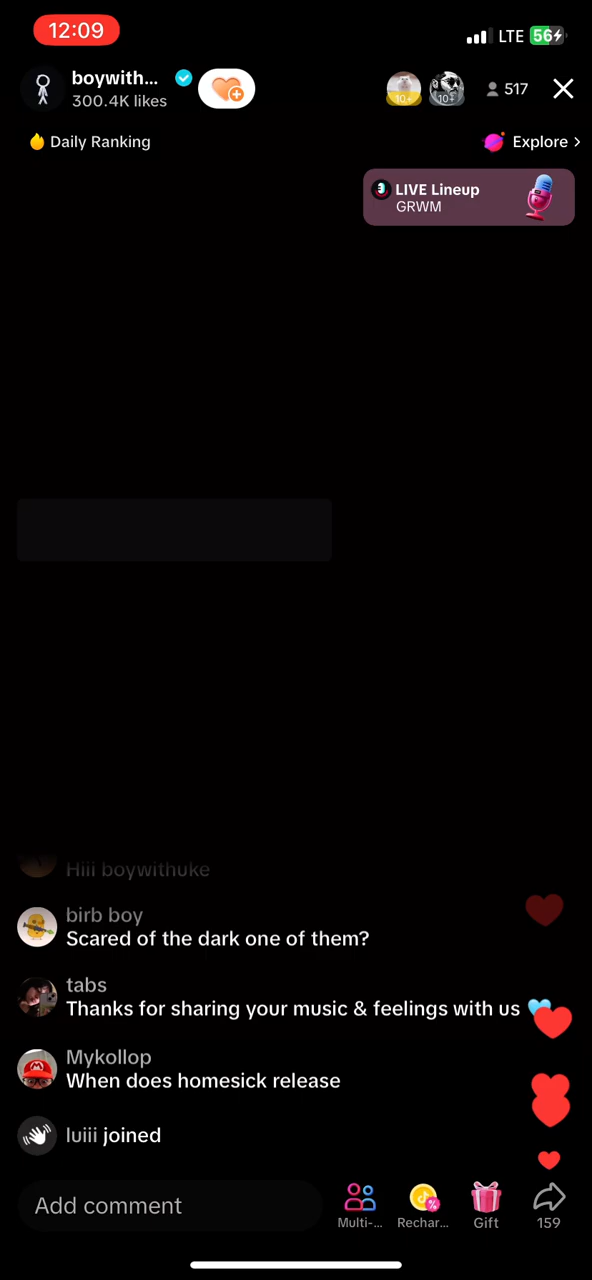 12:09
LTE 56
boywith...
300.4K likes
10+
10+
517
Daily Ranking
Explore >
LIVE Lineup
GRWM
Hiii boywithuke
birb boy
Scared of the dark one of them?
tabs
Thanks for sharing your music & feelings with us 🩵
Mykollop
When does homesick release
luiii joined
Add comment
Multi-...
Rechar...
Gift
159